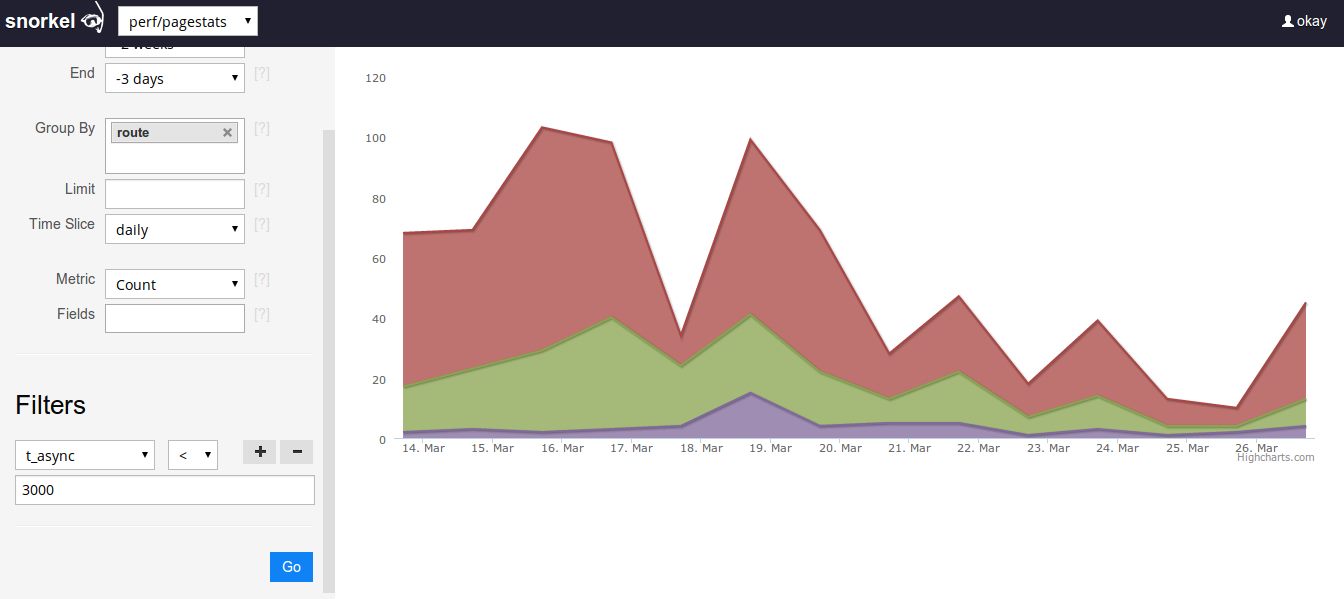 snorkel
perf/pagestats
okay
-2 weeks
End
-3 days
[?]
Group By
route
[?]
Limit
[?]
Time Slice
daily
[?]
Metric
Count
[?]
Fields
[?]
Filters
t_async
<
+
-
3000
Go
120
100
80
60
40
20
0
14. Mar
15. Mar
16. Mar
17. Mar
18. Mar
19. Mar
20. Mar
21. Mar
22. Mar
23. Mar
24. Mar
25. Mar
26. Mar
Highcharts.com